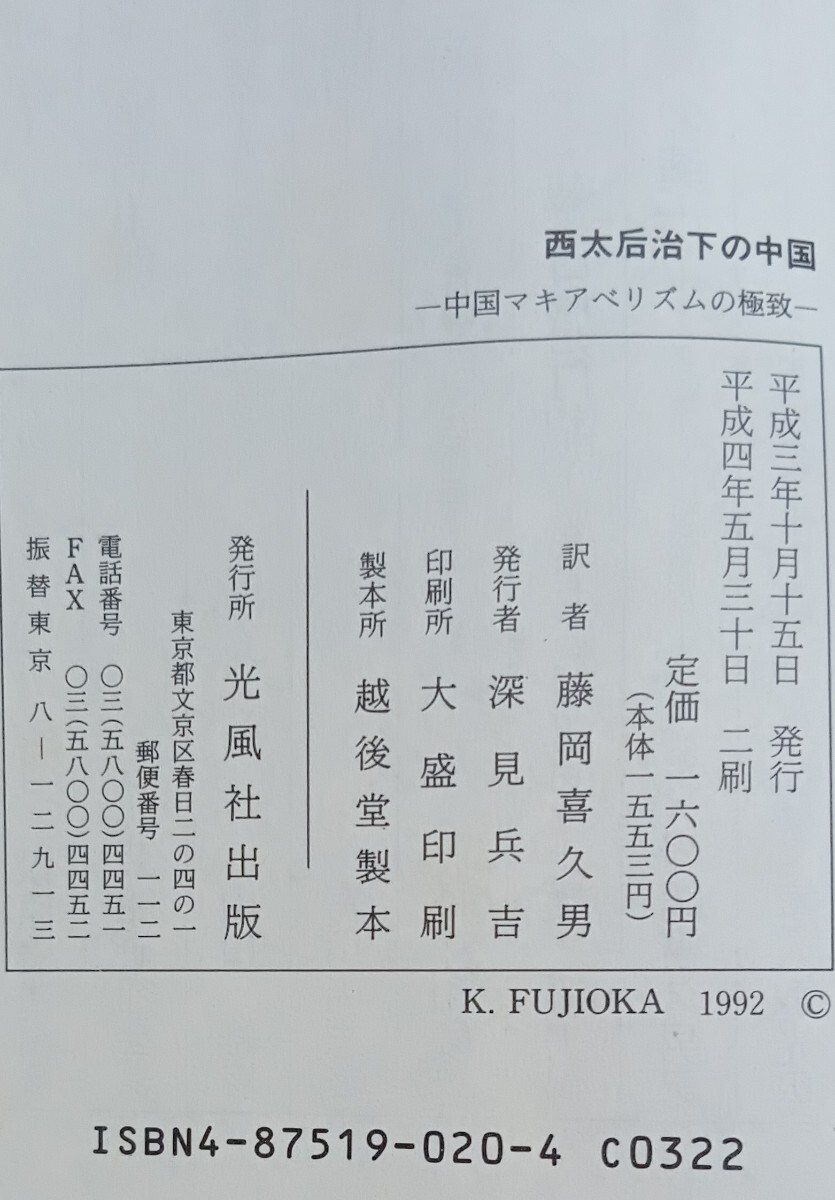 西太后治下の中国
―中国マキアベリズムの極致―
平成三年十月十五日 発行
平成四年五月三十日 二刷
定価 一六〇〇円
(本体一五五三円)
訳者 藤岡喜久男
発行者 深見兵吉
印刷所 大盛印刷
製本所 越後堂製本
発行所 光風社出版
東京都文京区春日二の四の一
郵便番号 一一二
電話番号 〇三(五八〇〇)四四五一
FAX 〇三(五八〇〇)四四五二
振替東京 八―一二九一三
K. FUJIOKA 1992 ©
ISBN4-87519-020-4 C0322